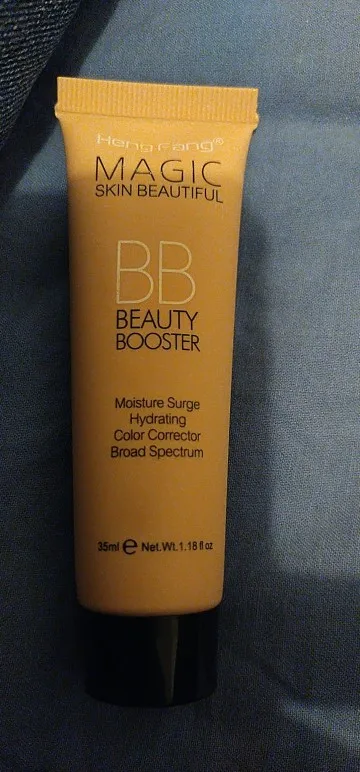 Heng Fang®
MAGIC
SKIN BEAUTIFUL
BB
BEAUTY
BOOSTER
Moisture Surge
Hydrating
Color Corrector
Broad Spectrum
35ml ℮ Net.Wt.1.18 fl oz